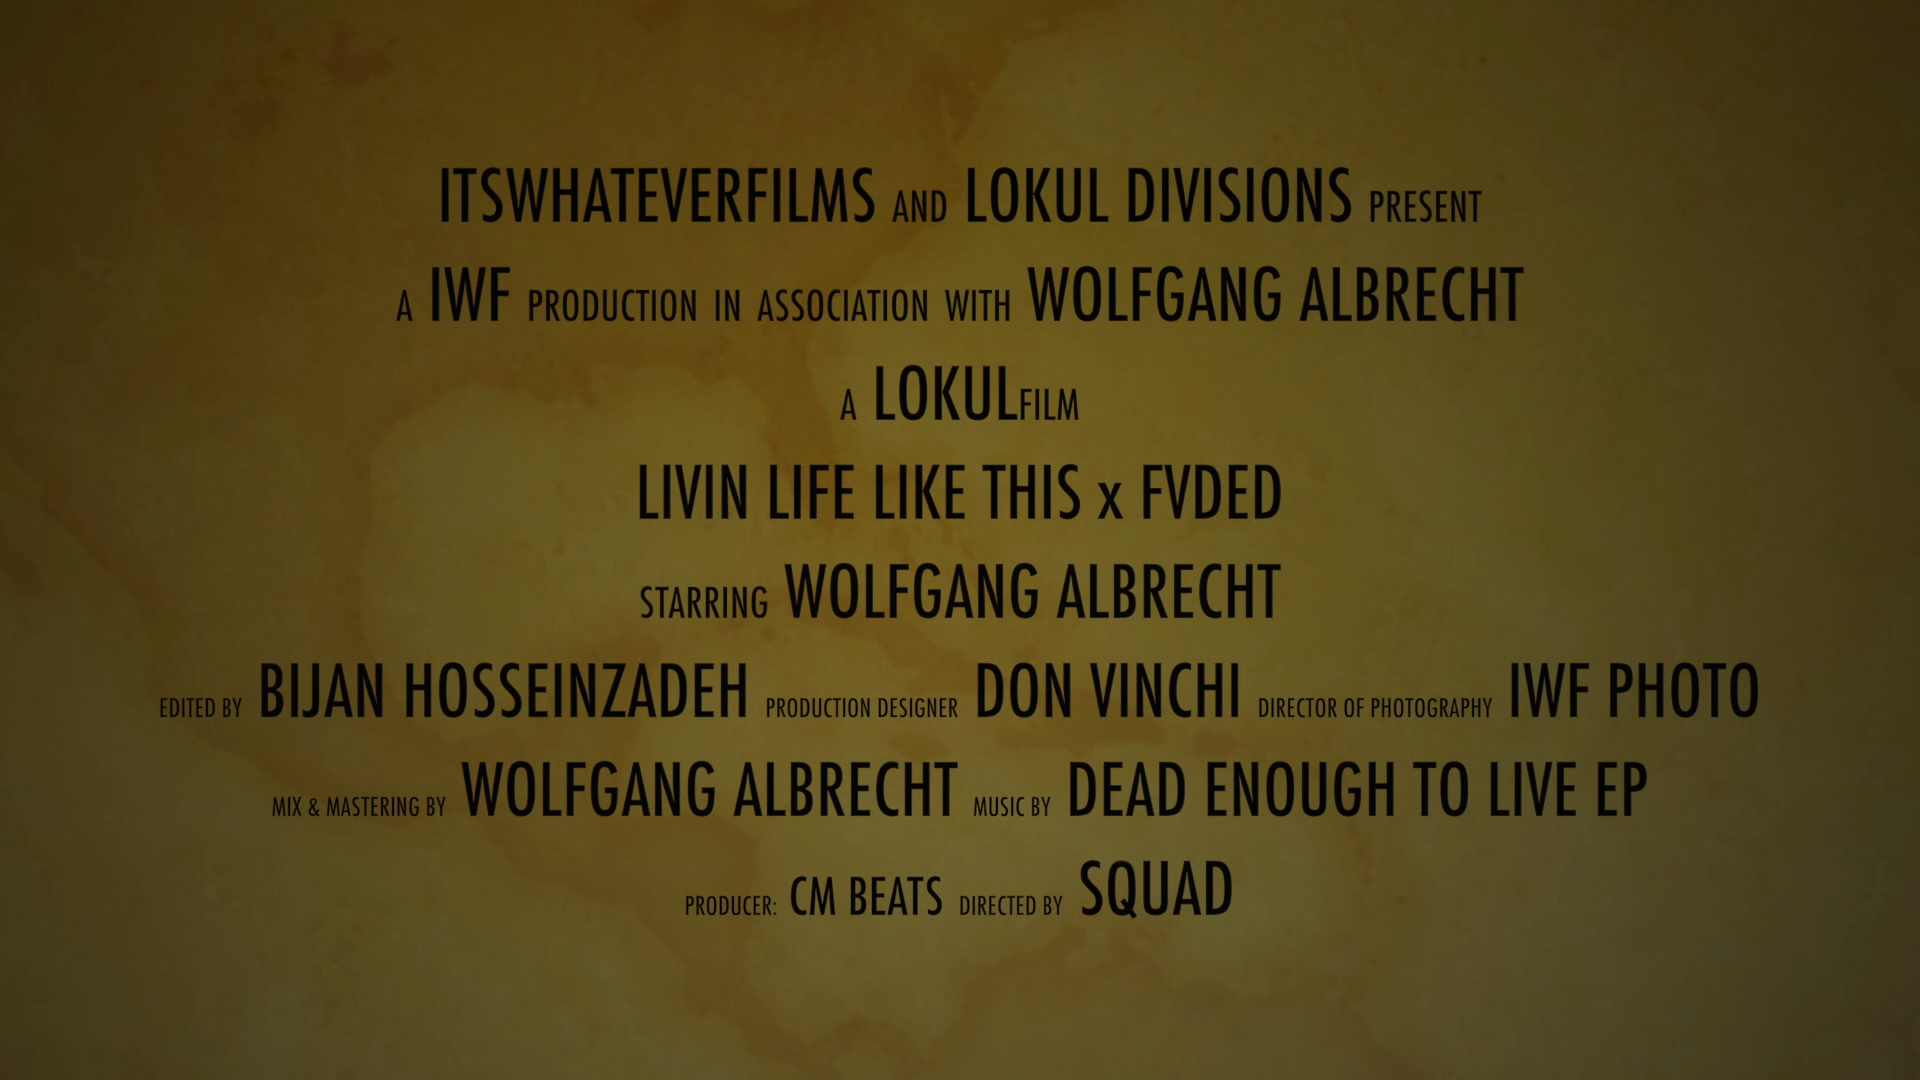 ITSWHATEVERFILMS AND LOKUL DIVISIONS PRESENT
A IWF PRODUCTION IN ASSOCIATION WITH WOLFGANG ALBRECHT
A LOKULFILM
LIVIN LIFE LIKE THIS x FVDED
STARRING WOLFGANG ALBRECHT
EDITED BY BIJAN HOSSEINZADEH PRODUCTION DESIGNER DON VINCHI DIRECTOR OF PHOTOGRAPHY IWF PHOTO
MIX & MASTERING BY WOLFGANG ALBRECHT MUSIC BY DEAD ENOUGH TO LIVE EP
PRODUCER: CM BEATS DIRECTED BY SQUAD